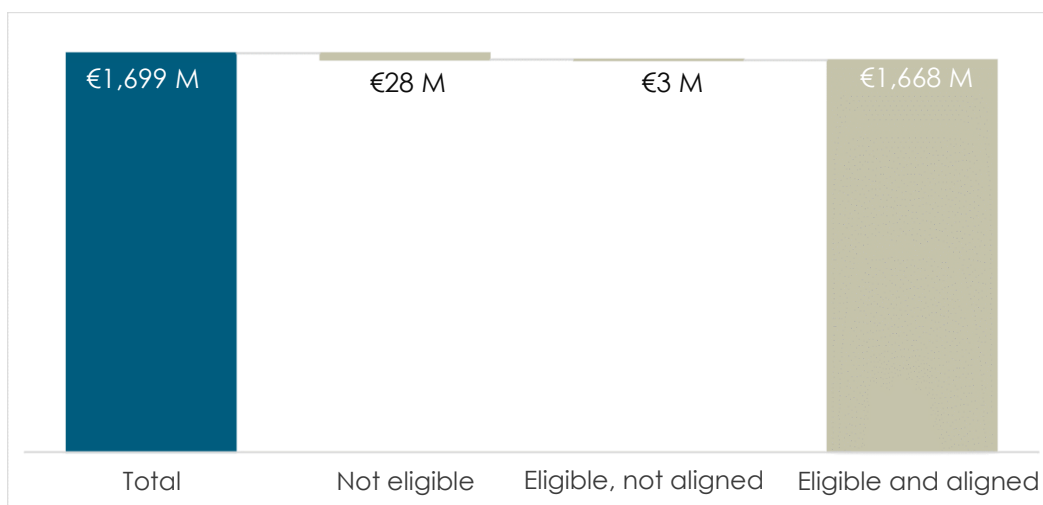 €1,699 M
€28 M
€3 M
€1,668 M
Total
Not eligible
Eligible, not aligned
Eligible and aligned